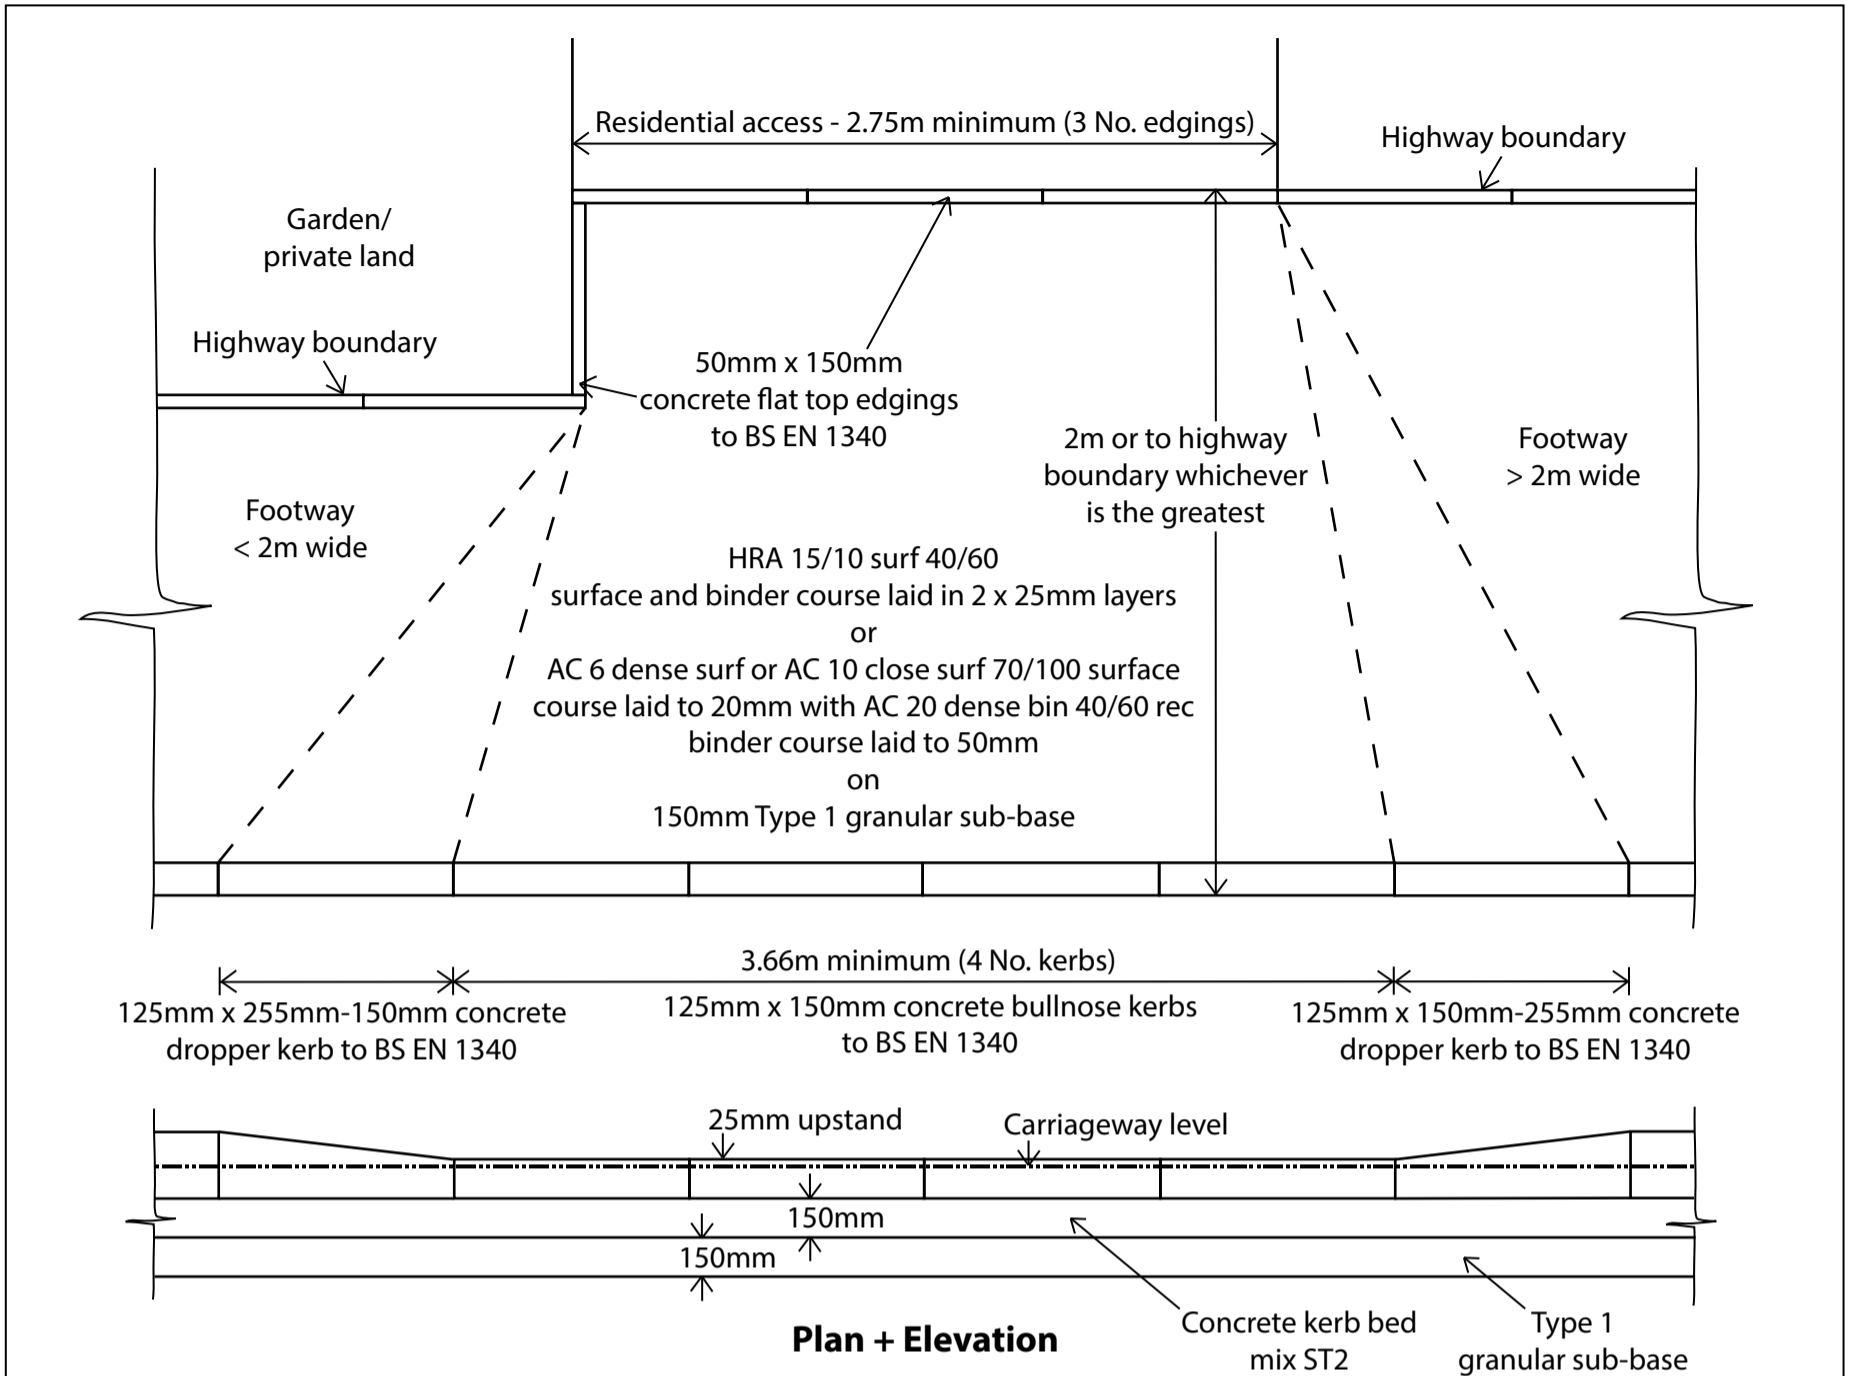 Residential access - 2.75m minimum (3 No. edgings)
Highway boundary
Garden/
private land
Highway boundary
50mm x 150mm
concrete flat top edgings
to BS EN 1340
2m or to highway
boundary whichever
is the greatest
Footway
> 2m wide
Footway
< 2m wide
HRA 15/10 surf 40/60
surface and binder course laid in 2 x 25mm layers
or
AC 6 dense surf or AC 10 close surf 70/100 surface
course laid to 20mm with AC 20 dense bin 40/60 rec
binder course laid to 50mm
on
150mm Type 1 granular sub-base
3.66m minimum (4 No. kerbs)
125mm x 255mm-150mm concrete
dropper kerb to BS EN 1340
125mm x 150mm concrete bullnose kerbs
to BS EN 1340
125mm x 150mm-255mm concrete
dropper kerb to BS EN 1340
25mm upstand
Carriageway level
150mm
150mm
Concrete kerb bed
mix ST2
Type 1
granular sub-base
Plan + Elevation